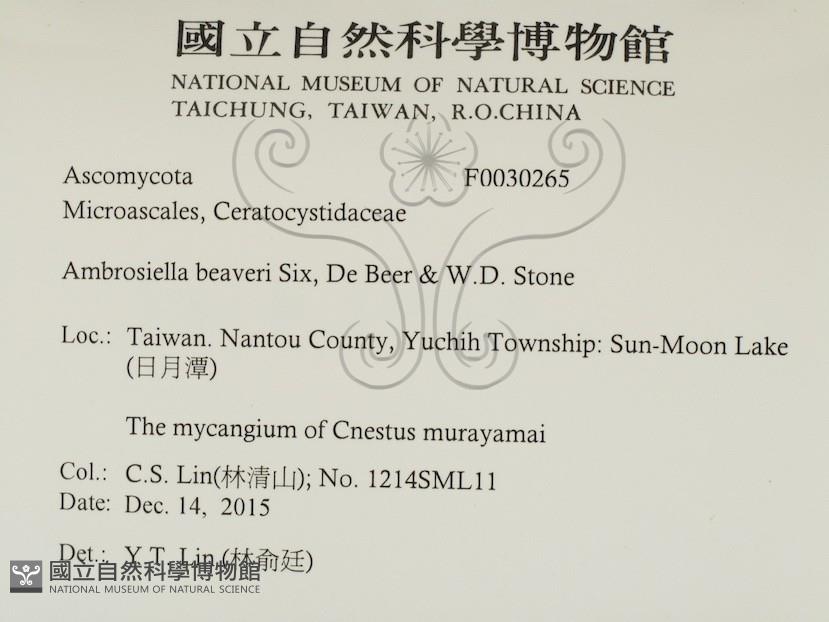 國立自然科學博物館
NATIONAL MUSEUM OF NATURAL SCIENCE
TAICHUNG, TAIWAN, R.O.CHINA
Ascomycota F0030265
Microascales, Ceratocystidaceae
Ambrosiella beaveri Six, De Beer & W.D. Stone
Loc.: Taiwan. Nantou County, Yuchih Township: Sun-Moon Lake
(日月潭)
The mycangium of Cnestus murayamai
Col.: C.S. Lin(林清山); No. 1214SML11
Date: Dec. 14, 2015
Det.: Y.T. Lin (林俞廷)
國立自然科學博物館
NATIONAL MUSEUM OF NATURAL SCIENCE